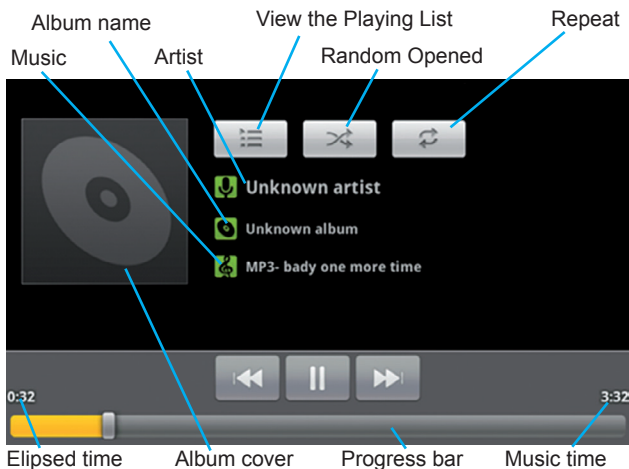 Album name
View the Playing List
Repeat
Music
Artist
Random Opened
Unknown artist
Unknown album
MP3- bady one more time
0:32
3:32
Elipsed time
Album cover
Progress bar
Music time